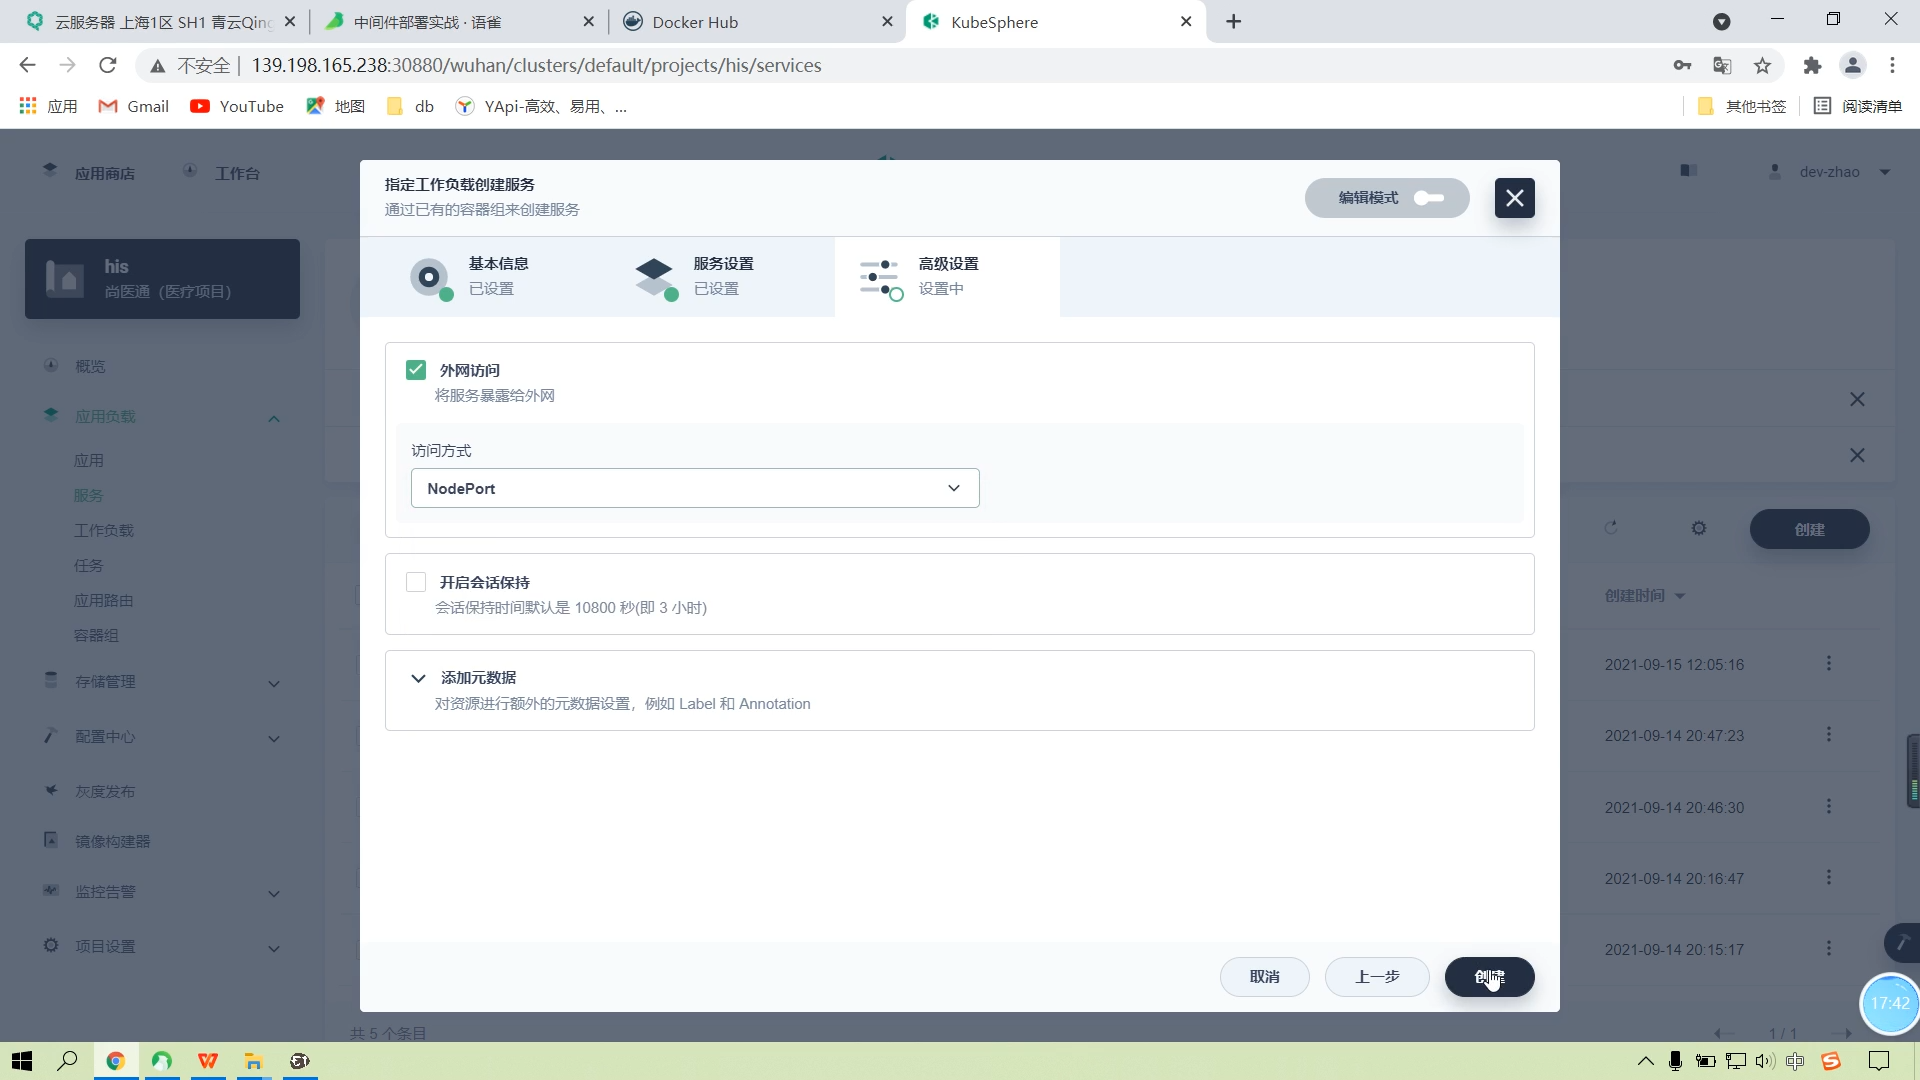 云服务器 上海1区 SH1 青云Qing
中间件部署实战 · 语雀
Docker Hub
KubeSphere
不安全
139.198.165.238:30880/wuhan/clusters/default/projects/his/services
应用
Gmail
YouTube
地图
db
YApi-高效、易用、...
其他书签
阅读清单
应用商店
工作台
dev-zhao
his
尚医通（医疗项目）
概览
应用负载
应用
服务
工作负载
任务
应用路由
容器组
存储管理
配置中心
灰度发布
镜像构建器
监控告警
项目设置
指定工作负载创建服务
通过已有的容器组来创建服务
编辑模式
基本信息
已设置
服务设置
已设置
高级设置
设置中
外网访问
将服务暴露给外网
访问方式
NodePort
开启会话保持
会话保持时间默认是 10800 秒(即 3 小时)
添加元数据
对资源进行额外的元数据设置，例如 Label 和 Annotation
取消
上一步
创建
创建
创建时间
2021-09-15 12:05:16
2021-09-14 20:47:23
2021-09-14 20:46:30
2021-09-14 20:16:47
2021-09-14 20:15:17
共 5 个条目
1/1
17:42
中